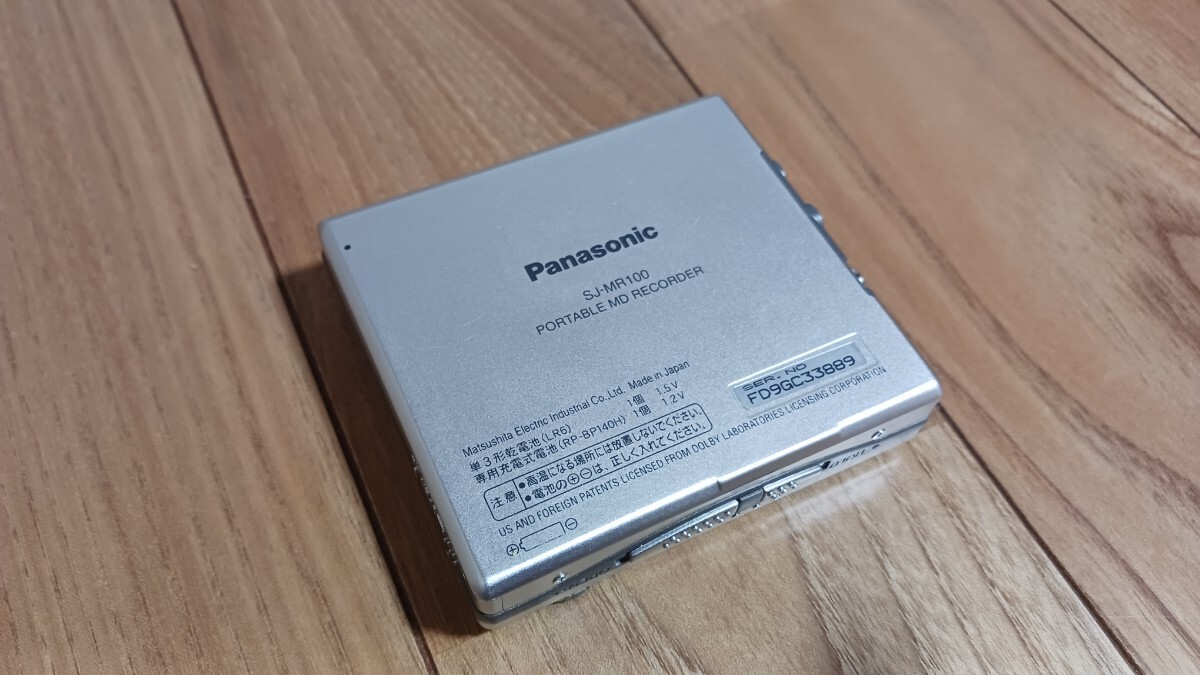 Panasonic
SJ-MR100
PORTABLE MD RECORDER
Matsushita Electric Industrial Co.,Ltd. Made in Japan
単3形乾電池(LR6) 1個 1.5V
専用充電式電池(RP-BP140H) 1個 1.2V
注意
●高温になる場所には放置しないでください。
●電池の⊕⊖は、正しく入れてください。
SER. NO
FD9GC33889
US AND FOREIGN PATENTS LICENSED FROM DOLBY LABORATORIES LICENSING CORPORATION
⊕ ⊖
HOLD